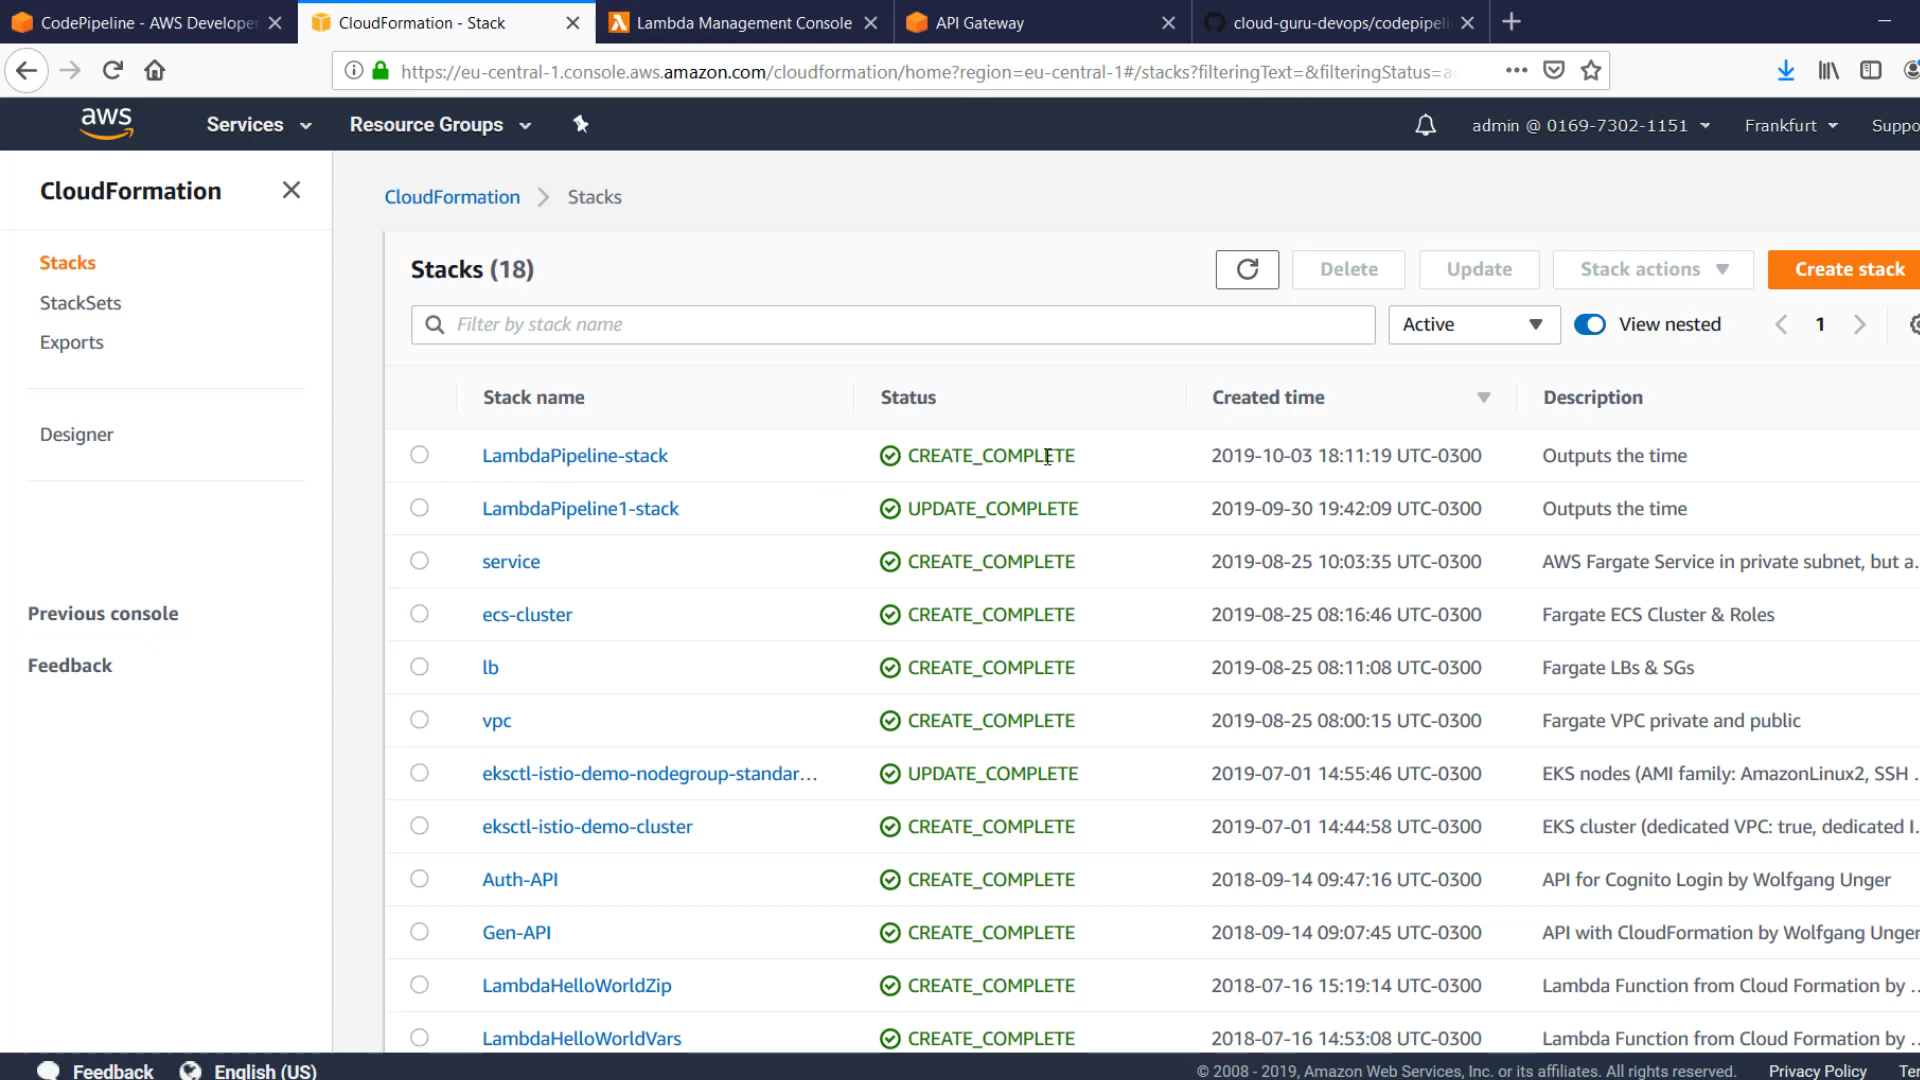 CodePipeline - AWS Developer
CloudFormation - Stack
Lambda Management Console
API Gateway
cloud-guru-devops/codepipeli
https://eu-central-1.console.aws.amazon.com/cloudformation/home?region=eu-central-1#/stacks?filteringText=&filteringStatus=a
aws
Services
Resource Groups
admin @ 0169-7302-1151
Frankfurt
Suppo
CloudFormation
Stacks
StackSets
Exports
Designer
Previous console
Feedback
CloudFormation
Stacks
Stacks (18)
Delete
Update
Stack actions
Create stack
Filter by stack name
Active
View nested
1
Stack name Status Created time Description
LambdaPipeline-stack CREATE_COMPLETE 2019-10-03 18:11:19 UTC-0300 Outputs the time
LambdaPipeline1-stack UPDATE_COMPLETE 2019-09-30 19:42:09 UTC-0300 Outputs the time
service CREATE_COMPLETE 2019-08-25 10:03:35 UTC-0300 AWS Fargate Service in private subnet, but a...
ecs-cluster CREATE_COMPLETE 2019-08-25 08:16:46 UTC-0300 Fargate ECS Cluster & Roles
lb CREATE_COMPLETE 2019-08-25 08:11:08 UTC-0300 Fargate LBs & SGs
vpc CREATE_COMPLETE 2019-08-25 08:00:15 UTC-0300 Fargate VPC private and public
eksctl-istio-demo-nodegroup-standar... UPDATE_COMPLETE 2019-07-01 14:55:46 UTC-0300 EKS nodes (AMI family: AmazonLinux2, SSH ...
eksctl-istio-demo-cluster CREATE_COMPLETE 2019-07-01 14:44:58 UTC-0300 EKS cluster (dedicated VPC: true, dedicated I...
Auth-API CREATE_COMPLETE 2018-09-14 09:47:16 UTC-0300 API for Cognito Login by Wolfgang Unger
Gen-API CREATE_COMPLETE 2018-09-14 09:07:45 UTC-0300 API with CloudFormation by Wolfgang Unger
LambdaHelloWorldZip CREATE_COMPLETE 2018-07-16 15:19:14 UTC-0300 Lambda Function from Cloud Formation by ...
LambdaHelloWorldVars CREATE_COMPLETE 2018-07-16 14:53:08 UTC-0300 Lambda Function from Cloud Formation by ...
Feedback
English (US)
© 2008 - 2019, Amazon Web Services, Inc. or its affiliates. All rights reserved.
Privacy Policy
Ter